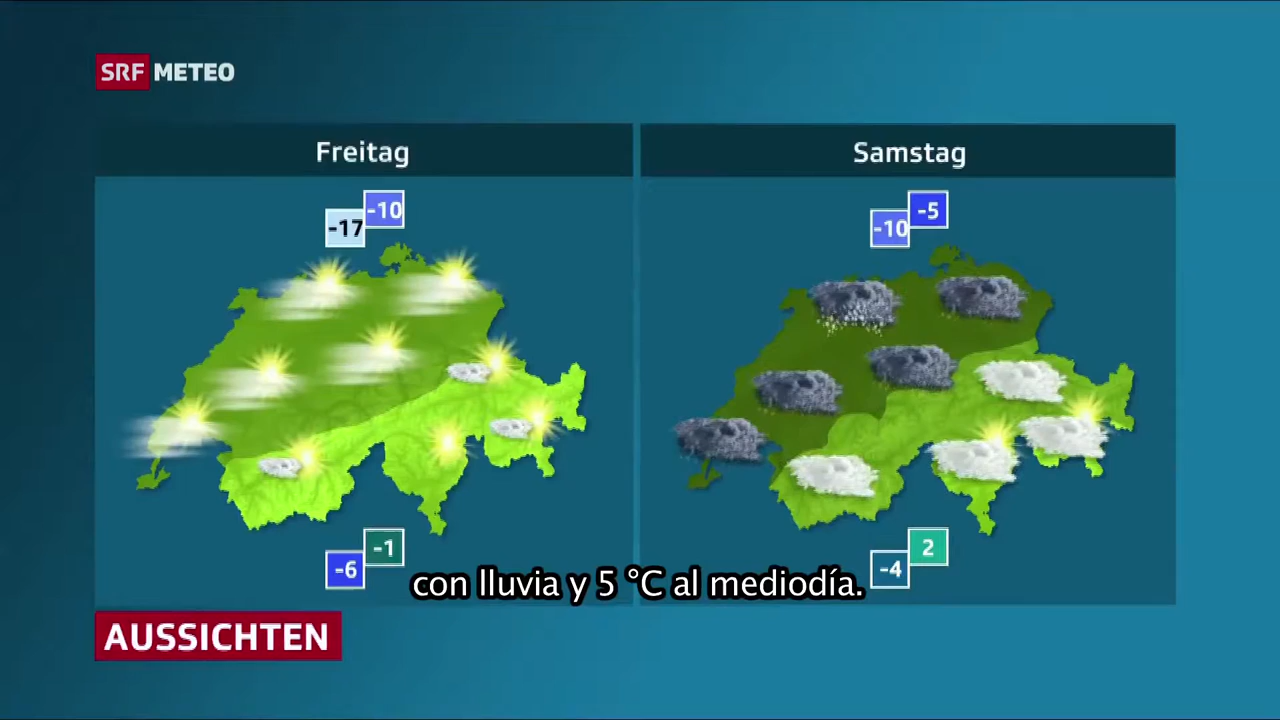 SRF METEO
Freitag
Samstag
-17 -10
-10 -5
-6 -1
-4 2
con lluvia y 5 °C al mediodía.
AUSSICHTEN